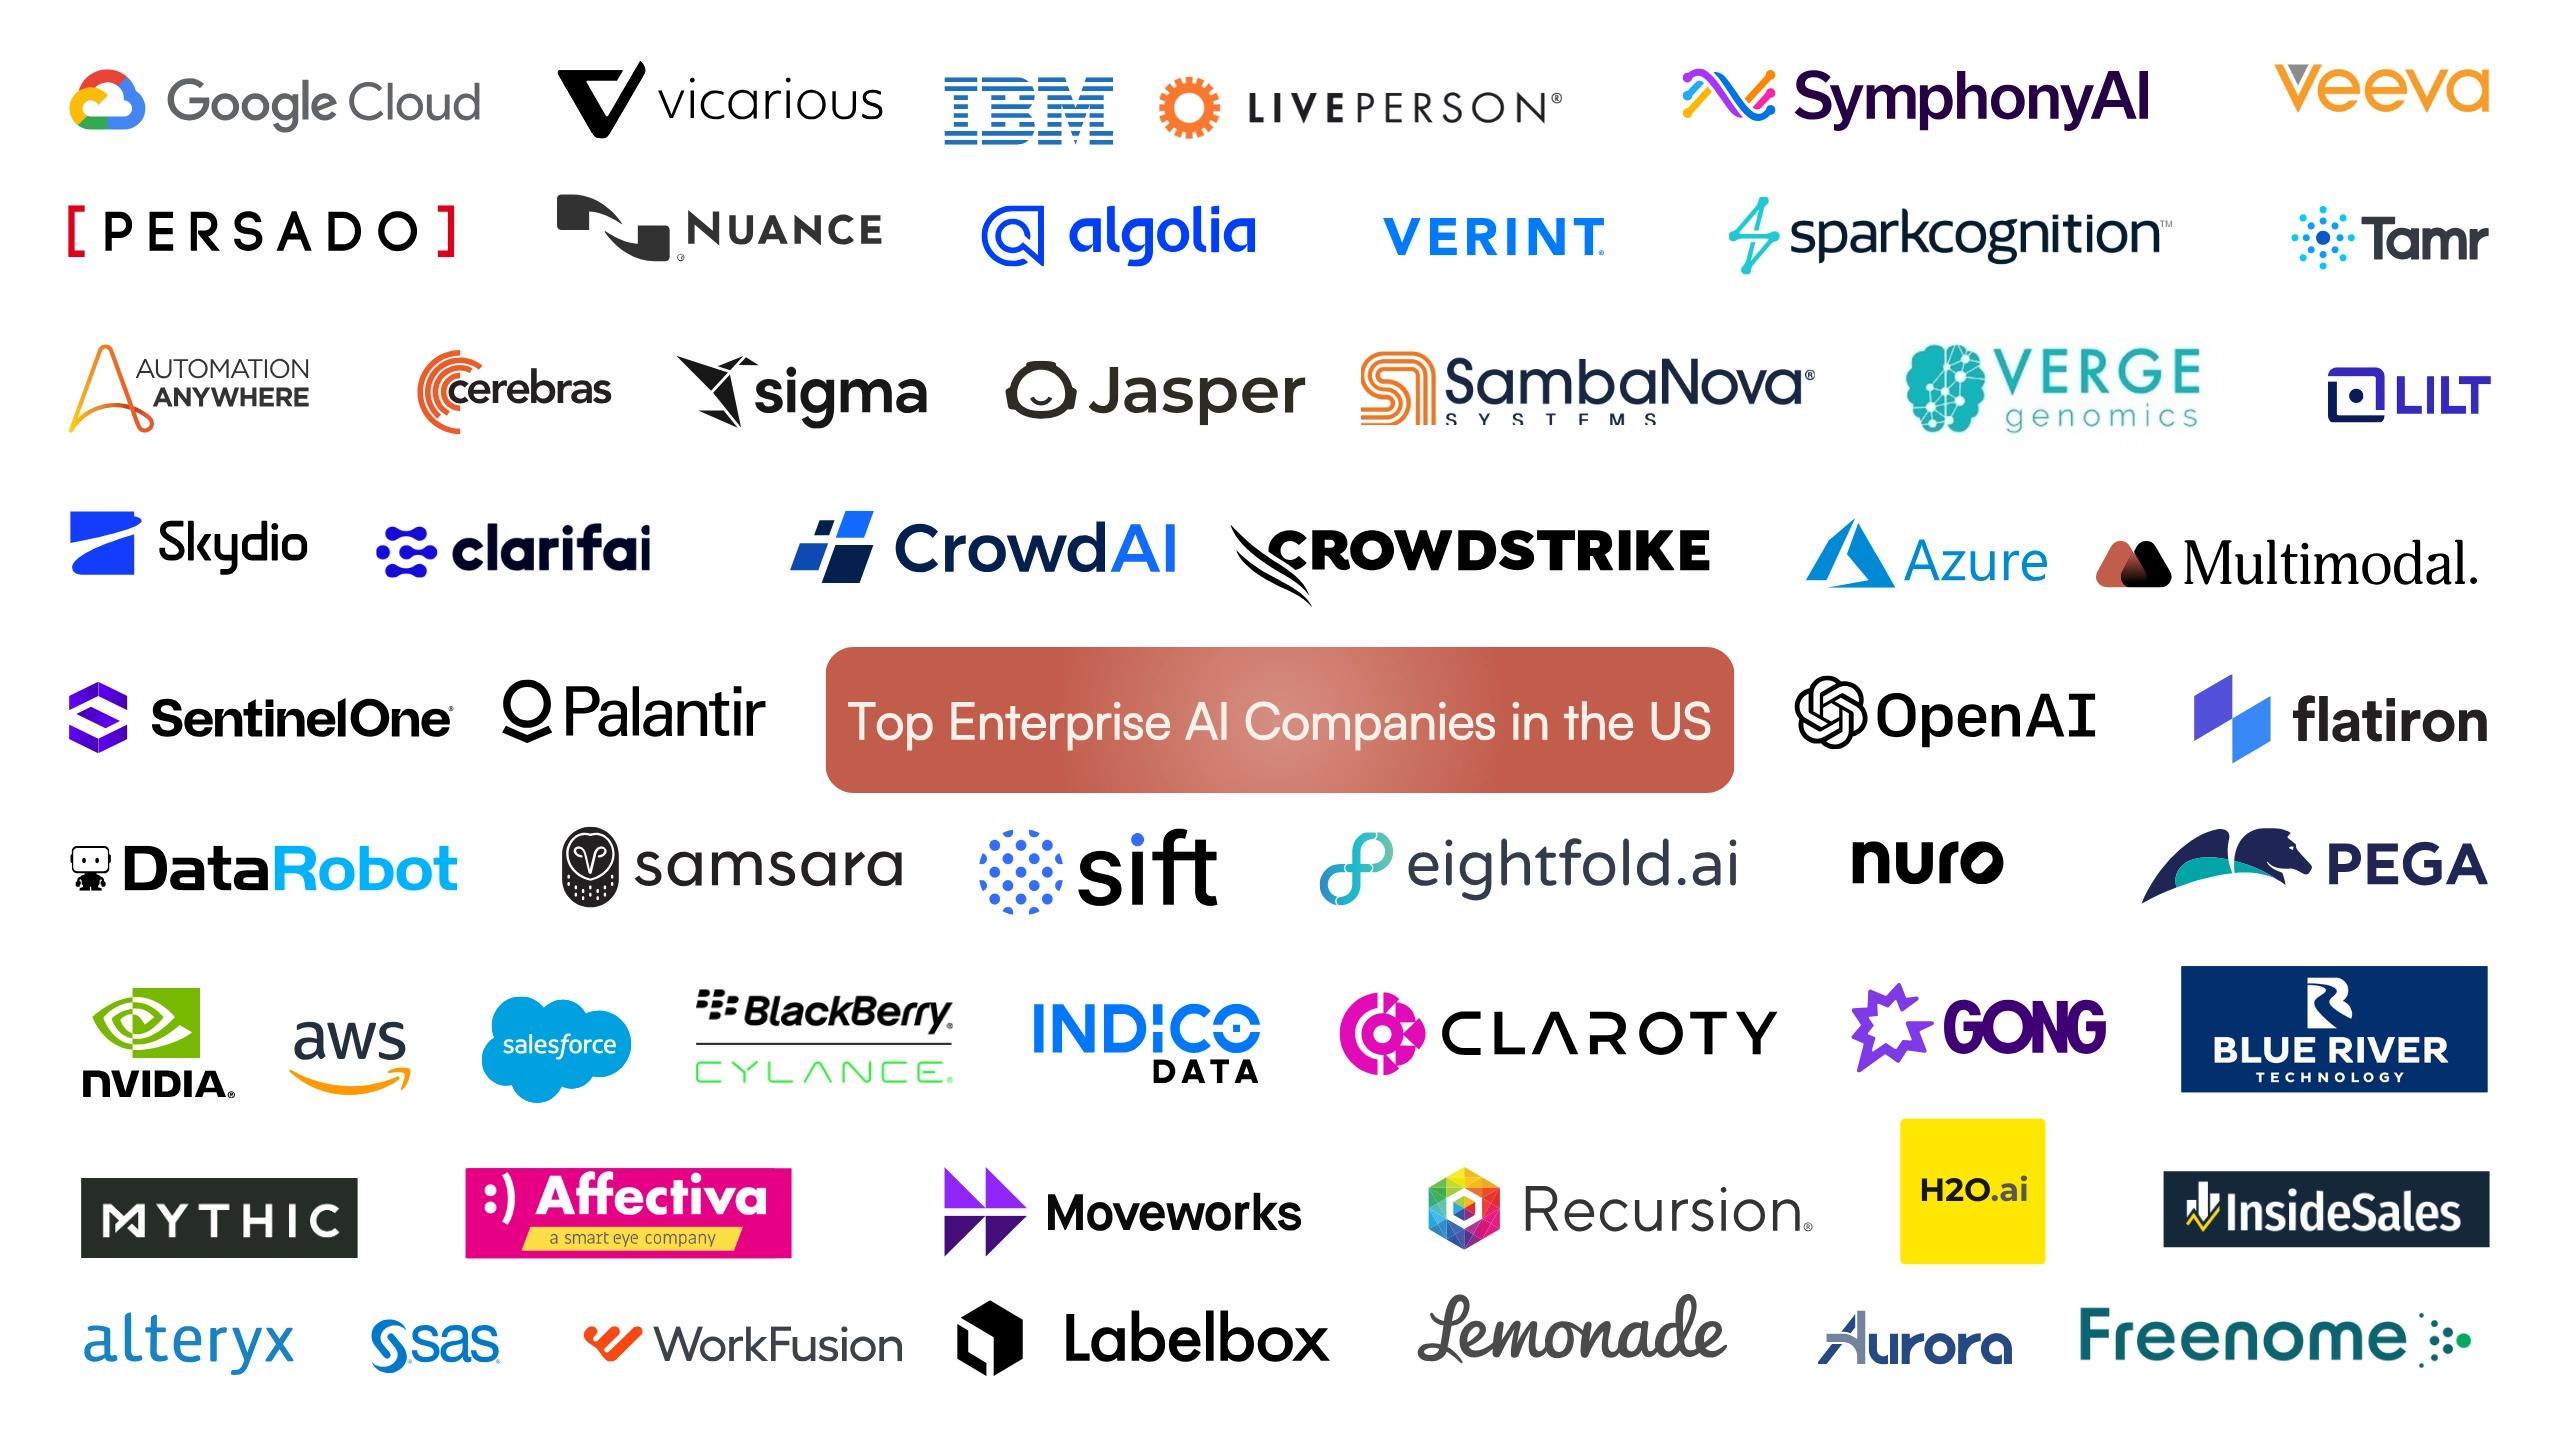 Google Cloud
vicarious
IBM
LIVEPERSON®
SymphonyAI
Veeva
[PERSADO]
NUANCE
algolia
VERINT
sparkcognition™
Tamr
AUTOMATION
ANYWHERE
cerebras
sigma
Jasper
SambaNova®
SYSTEMS
VERGE
genomics
LILT
Skydio
clarifai
CrowdAI
CROWDSTRIKE
Azure
Multimodal.
SentinelOne®
Palantir
Top Enterprise AI Companies in the US
OpenAI
flatiron
DataRobot
samsara
sift
eightfold.ai
nuro
PEGA
NVIDIA®
aws
salesforce
BlackBerry®
CYLANCE®
INDICO
DATA
CLAROTY
GONG
BLUE RIVER
TECHNOLOGY
MYTHIC
:) Affectiva
a smart eye company
Moveworks
Recursion®
H2O.ai
InsideSales
alteryx
sas
WorkFusion
Labelbox
Lemonade
Aurora
Freenome